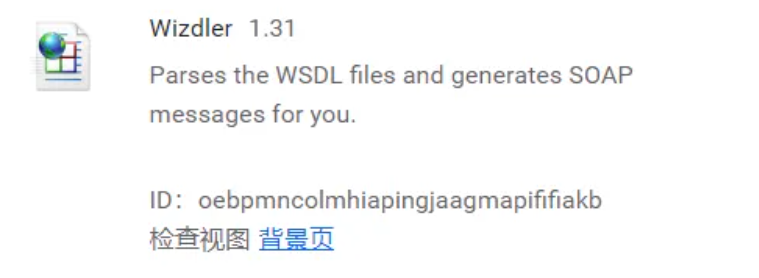 Wizdler 1.31
Parses the WSDL files and generates SOAP
messages for you.
ID：oebpmncolmhiapingjaagmapififiakb
检查视图 背景页